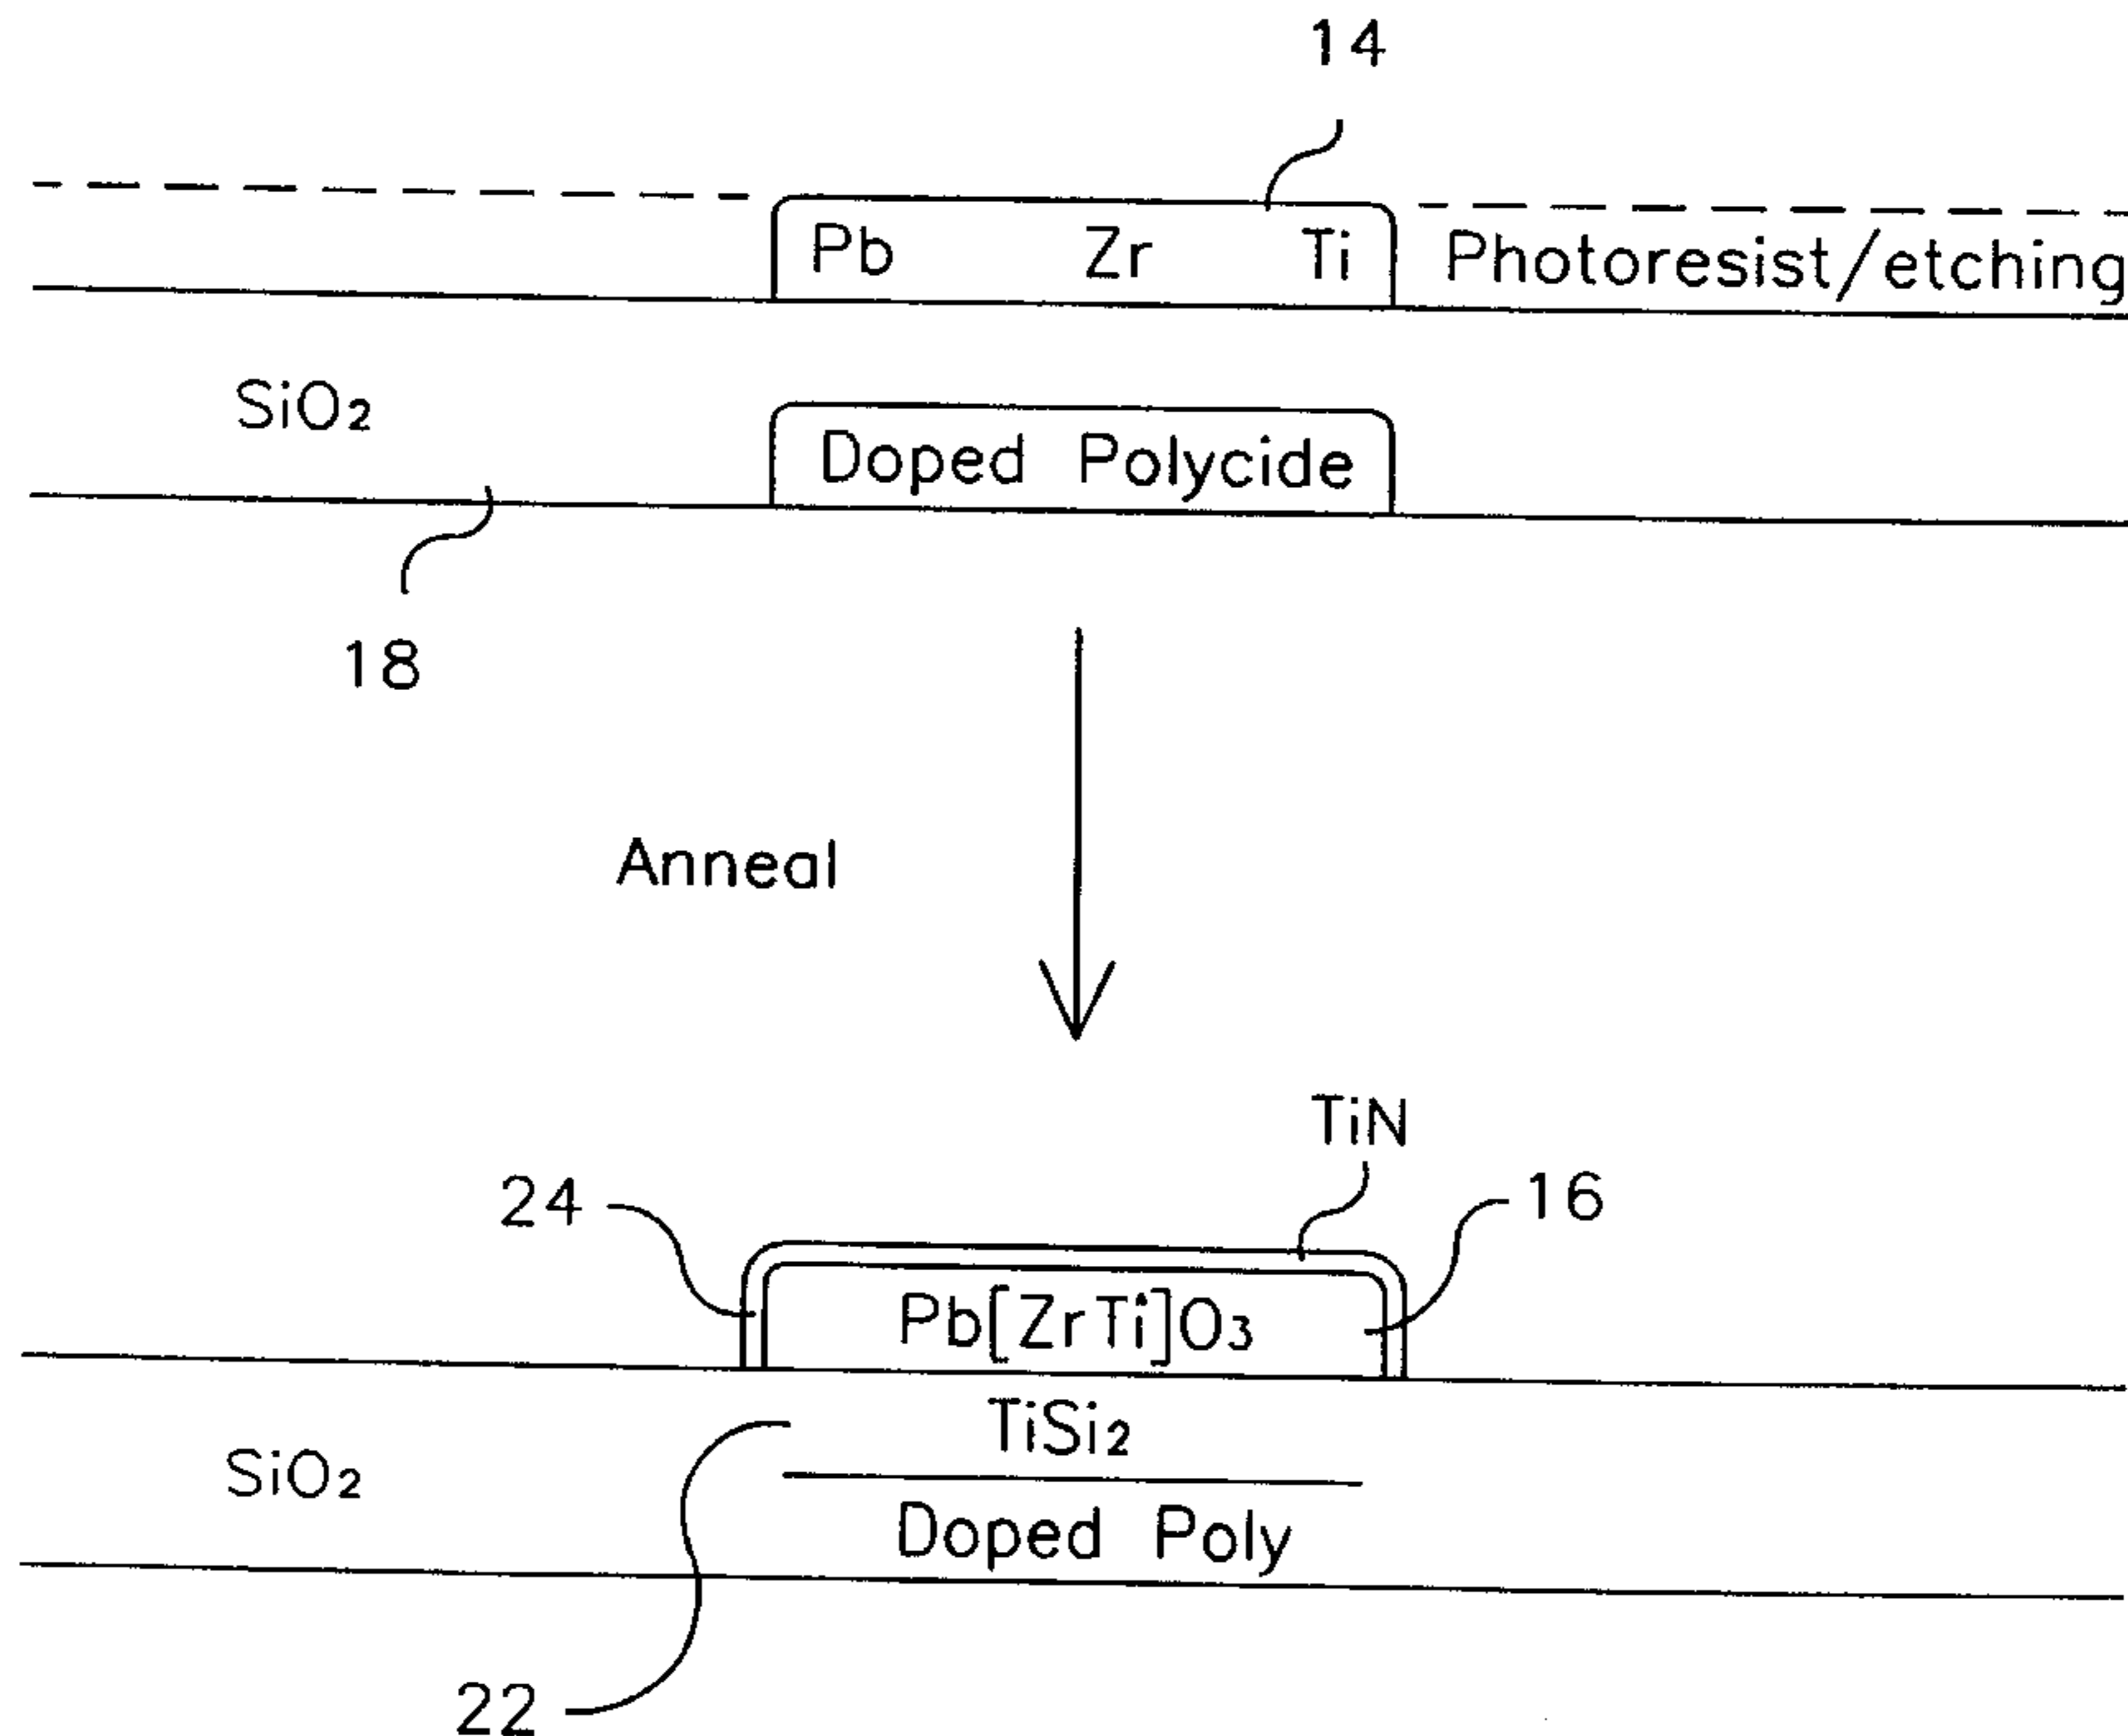 14
Pb Zr Ti Photoresist/etching
SiO₂
Doped Polycide
18
Anneal
TiN
24
16
Pb[ZrTi]O₃
TiSi₂
SiO₂
Doped Poly
22